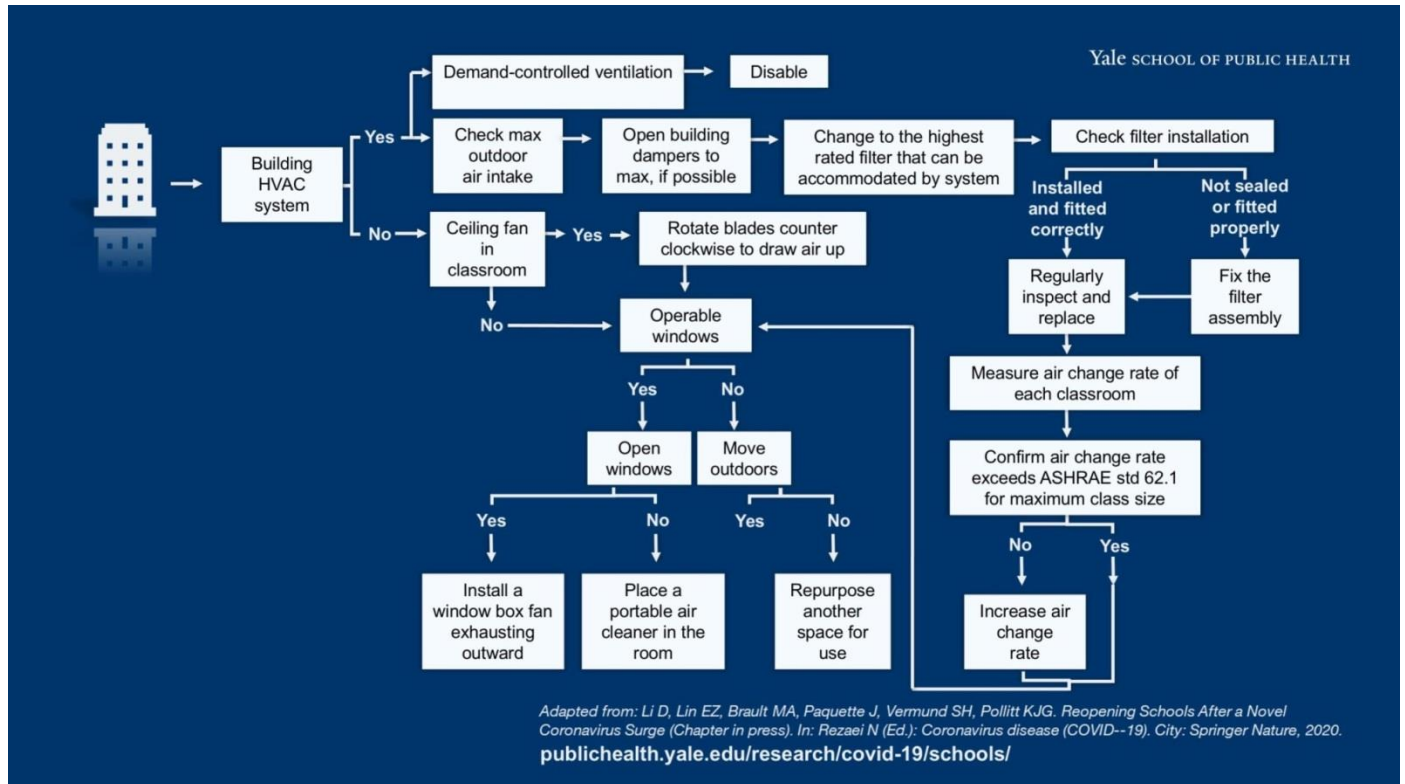 Yale SCHOOL OF PUBLIC HEALTH
Demand-controlled ventilation
Disable
Yes
Check max
outdoor
air intake
Open building
dampers to
max, if possible
Change to the highest
rated filter that can be
accommodated by system
Check filter installation
Building
HVAC
system
Installed
and fitted
correctly
Not sealed
or fitted
properly
No
Ceiling fan
in
classroom
Yes
Rotate blades counter
clockwise to draw air up
Regularly
inspect and
replace
Fix the
filter
assembly
No
Operable
windows
Measure air change rate of
each classroom
Yes
No
Open
windows
Move
outdoors
Confirm air change rate
exceeds ASHRAE std 62.1
for maximum class size
Yes
No
Yes
No
No
Yes
Install a
window box fan
exhausting
outward
Place a
portable air
cleaner in the
room
Repurpose
another
space for
use
Increase air
change
rate
Adapted from: Li D, Lin EZ, Brault MA, Paquette J, Vermund SH, Pollitt KJG. Reopening Schools After a Novel
Coronavirus Surge (Chapter in press). In: Rezaei N (Ed.): Coronavirus disease (COVID--19). City: Springer Nature, 2020.
publichealth.yale.edu/research/covid-19/schools/